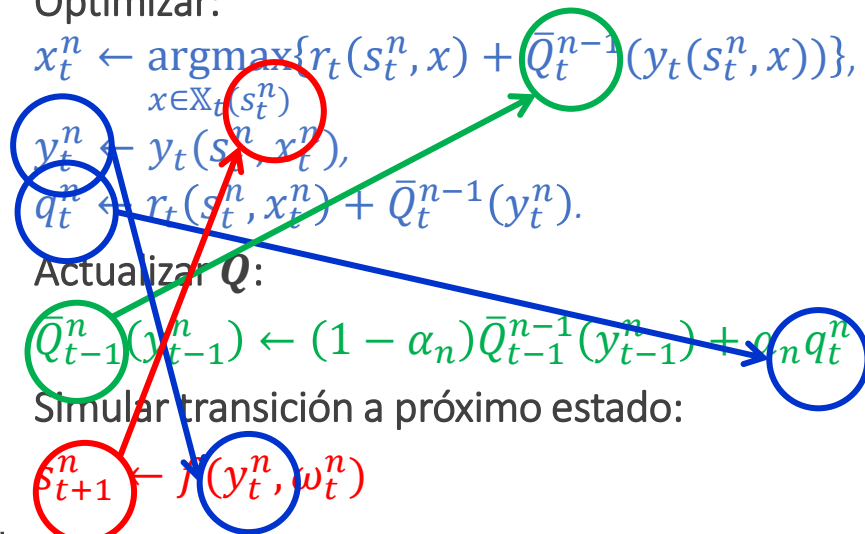 Optimizar:
x_t^n ← argmax{r_t(s_t^n, x) + Q̄_t^{n−1}(y_t(s_t^n, x))},
x∈𝕏_t(s_t^n)
y_t^n ← y_t(s_t^n, x_t^n),
q_t^n ← r_t(s_t^n, x_t^n) + Q̄_t^{n−1}(y_t^n).
Actualizar Q:
Q̄_{t−1}^n(y_{t−1}^n) ← (1 − α_n)Q̄_{t−1}^{n−1}(y_{t−1}^n) + α_n q_t^n
Simular transición a próximo estado:
s_{t+1}^n ← f(y_t^n, ω_t^n)